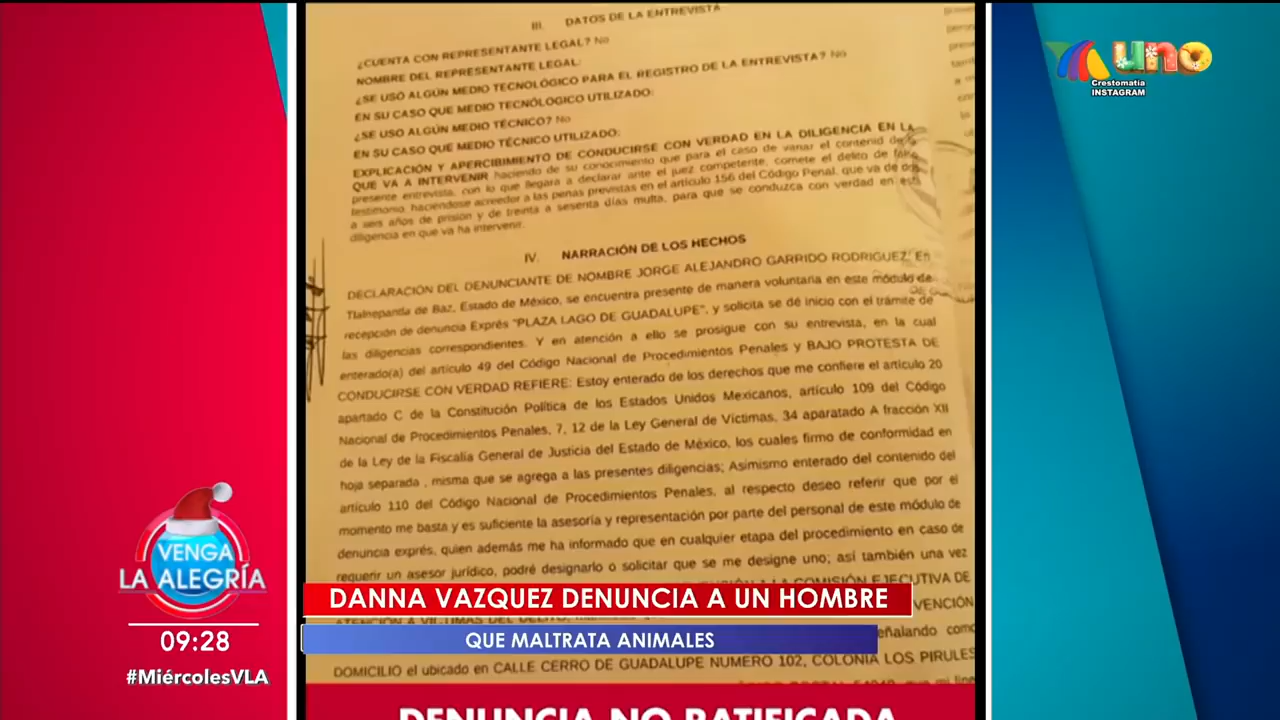 III. DATOS DE LA ENTREVISTA
¿CUENTA CON REPRESENTANTE LEGAL? No
NOMBRE DEL REPRESENTANTE LEGAL:
¿SE USO ALGÚN MEDIO TECNOLÓGICO PARA EL REGISTRO DE LA ENTREVISTA? No
EN SU CASO QUE MEDIO TECNÓLOGICO UTILIZADO:
¿SE USO ALGÚN MEDIO TÉCNICO? No
EN SU CASO QUE MEDIO TÉCNICO UTILIZADO:
EXPLICACIÓN Y APERCIBIMIENTO DE CONDUCIRSE CON VERDAD EN LA DILIGENCIA EN LA
QUE VA A INTERVENIR haciendo de su conocimiento que para el caso de variar el contenido de la
presente entrevista, con lo que llegara a declarar ante el juez competente, comete el delito de falso
testimonio, haciéndose acreedor a las penas previstas en el artículo 156 del Código Penal, que va de dos
a seis años de prisión y de treinta a sesenta días multa, para que se conduzca con verdad en esta
diligencia en que va ha intervenir.
IV. NARRACIÓN DE LOS HECHOS
DECLARACIÓN DEL DENUNCIANTE DE NOMBRE JORGE ALEJANDRO GARRIDO RODRIGUEZ: En
Tlalnepantla de Baz, Estado de México, se encuentra presente de manera voluntaria en este módulo de
recepción de denuncia Exprés "PLAZA LAGO DE GUADALUPE", y solicita se dé inicio con el trámite de
las diligencias correspondientes. Y en atención a ello se prosigue con su entrevista, en la cual
enterado(a) del artículo 49 del Código Nacional de Procedimientos Penales y BAJO PROTESTA DE
CONDUCIRSE CON VERDAD REFIERE: Estoy enterado de los derechos que me confiere el artículo 20
apartado C de la Constitución Política de los Estados Unidos Mexicanos, artículo 109 del Código
Nacional de Procedimientos Penales, 7, 12 de la Ley General de Víctimas, 34 aparatado A fracción XII
de la Ley de la Fiscalía General de Justicia del Estado de México, los cuales firmo de conformidad en
hoja separada , misma que se agrega a las presentes diligencias; Asimismo enterado del contenido del
artículo 110 del Código Nacional de Procedimientos Penales, al respecto deseo referir que por el
momento me basta y es suficiente la asesoría y representación por parte del personal de este módulo de
denuncia exprés, quien además me ha informado que en cualquier etapa del procedimiento en caso de
requerir un asesor jurídico, podré designarlo o solicitar que se me designe uno; así también una vez
A LA COMISIÓN EJECUTIVA DE
señalando como
DOMICILIO el ubicado en CALLE CERRO DE GUADALUPE NUMERO 102, COLONIA LOS PIRULES
UNO
Crestomatia
INSTAGRAM
VENGA
LA ALEGRÍA
09:28
#MiércolesVLA
DANNA VAZQUEZ DENUNCIA A UN HOMBRE
QUE MALTRATA ANIMALES
DENUNCIA NO RATIFICADA